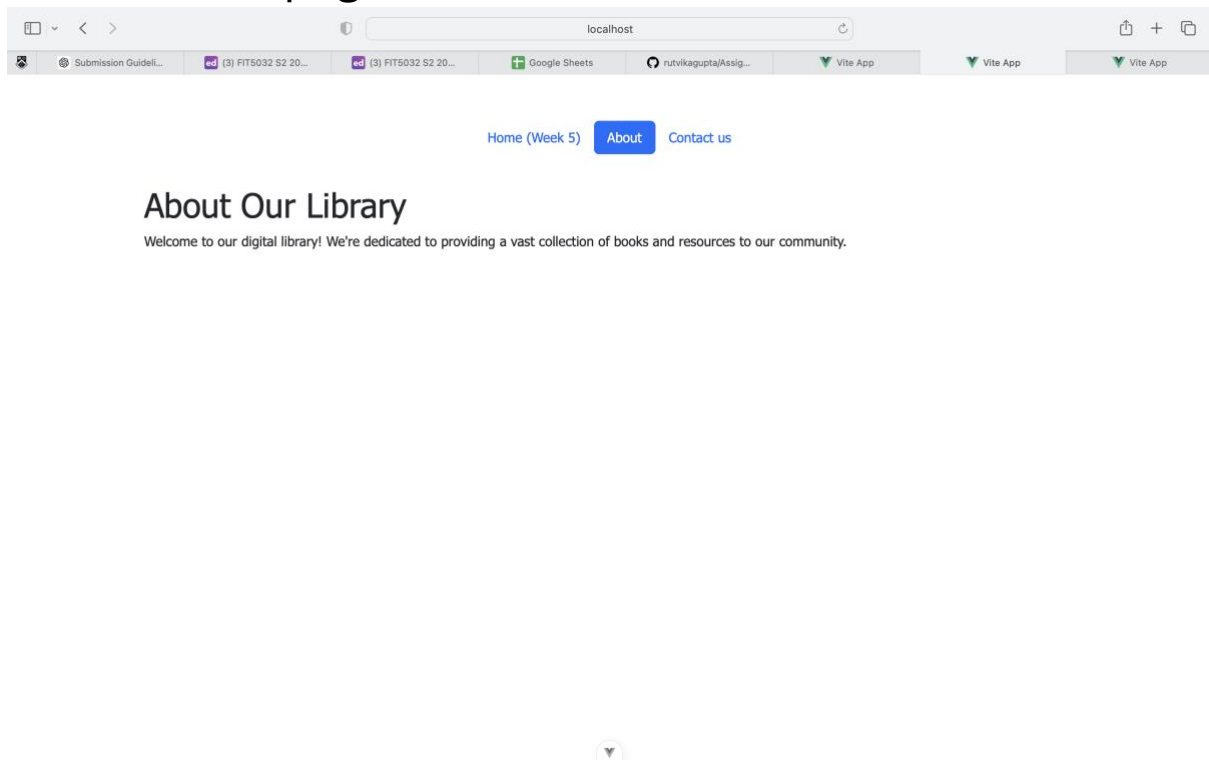 localhost
Submission Guideli...
ed (3) FIT5032 S2 20...
ed (3) FIT5032 S2 20...
Google Sheets
rutvikagupta/Assig...
Vite App
Vite App
Vite App
Home (Week 5)
About
Contact us
About Our Library
Welcome to our digital library! We're dedicated to providing a vast collection of books and resources to our community.